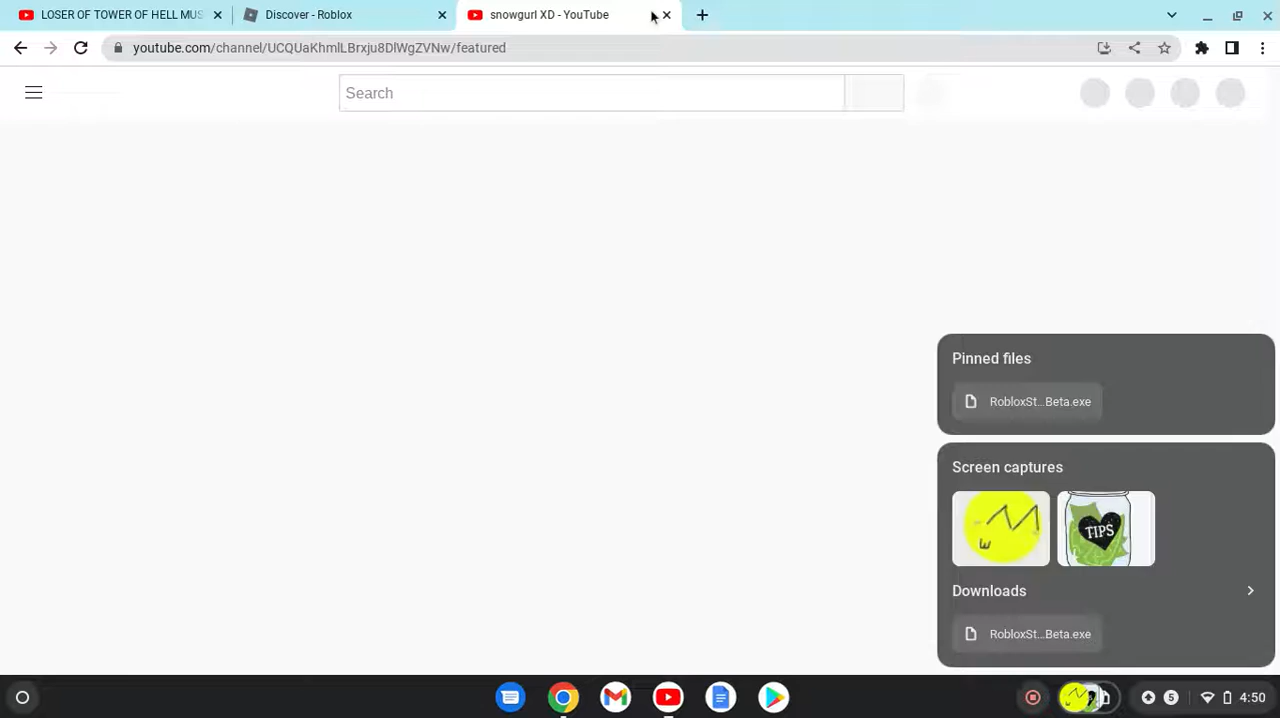 LOSER OF TOWER OF HELL MUS
Discover - Roblox
snowgurl XD - YouTube
youtube.com/channel/UCQUaKhmlLBrxju8DlWgZVNw/featured
Search
Pinned files
RobloxSt...Beta.exe
Screen captures
TIPS
Downloads
RobloxSt...Beta.exe
5 4:50